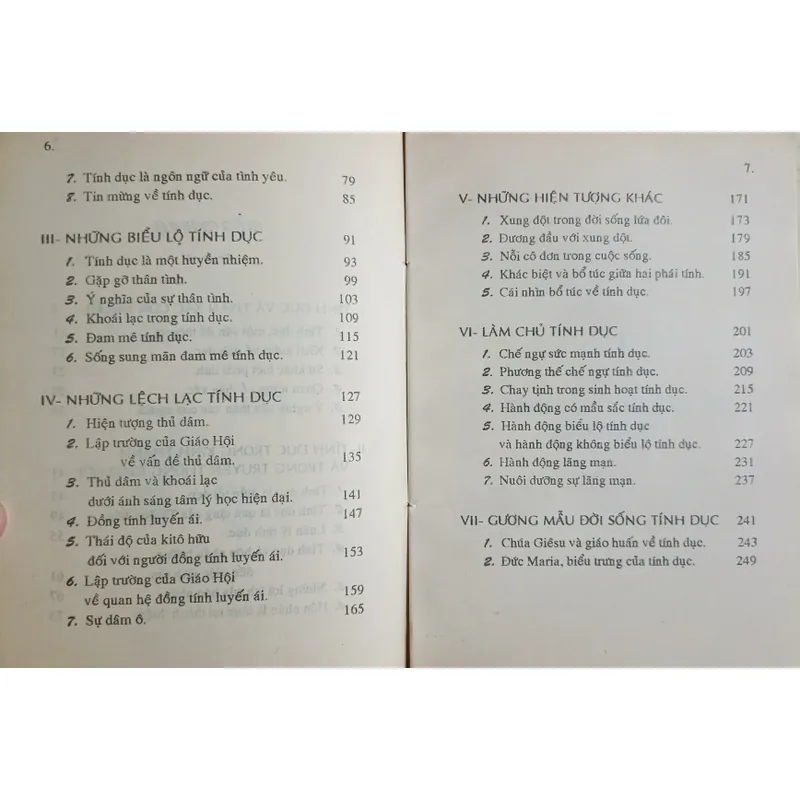 6.
7. Tính dục là ngôn ngữ của tình yêu. 79
8. Tin mừng về tính dục. 85
III- NHỮNG BIỂU LỘ TÍNH DỤC 91
1. Tính dục là một huyền nhiệm. 93
2. Gặp gỡ thân tình. 99
3. Ý nghĩa của sự thân tình. 103
4. Khoái lạc trong tính dục. 109
5. Đam mê tính dục. 115
6. Sống sung mãn đam mê tính dục. 121
IV- NHỮNG LỆCH LẠC TÍNH DỤC 127
1. Hiện tượng thủ dâm. 129
2. Lập trường của Giáo Hội
về vấn đề thủ dâm. 135
3. Thủ dâm và khoái lạc
dưới ánh sáng tâm lý học hiện đại. 141
4. Đồng tính luyến ái. 147
5. Thái độ của kitô hữu
đối với người đồng tính luyến ái. 153
6. Lập trường của Giáo Hội
về quan hệ đồng tính luyến ái. 159
7. Sự dâm ô. 165
7.
V- NHỮNG HIỆN TƯỢNG KHÁC 171
1. Xung đột trong đời sống lứa đôi. 173
2. Đương đầu với xung đột. 179
3. Nỗi cô đơn trong cuộc sống. 185
4. Khác biệt và bổ túc giữa hai phái tính. 191
5. Cái nhìn bổ túc về tính dục. 197
VI- LÀM CHỦ TÍNH DỤC 201
1. Chế ngự sức mạnh tính dục. 203
2. Phương thế chế ngự tính dục. 209
3. Chay tịnh trong sinh hoạt tính dục. 215
4. Hành động có mầu sắc tính dục. 221
5. Hành động biểu lộ tính dục
và hành động không biểu lộ tính dục. 227
6. Hành động lãng mạn. 231
7. Nuôi dưỡng sự lãng mạn. 237
VII- GƯƠNG MẪU ĐỜI SỐNG TÍNH DỤC 241
1. Chúa Giêsu và giáo huấn về tính dục. 243
2. Đức Maria, biểu trưng của tính dục. 249